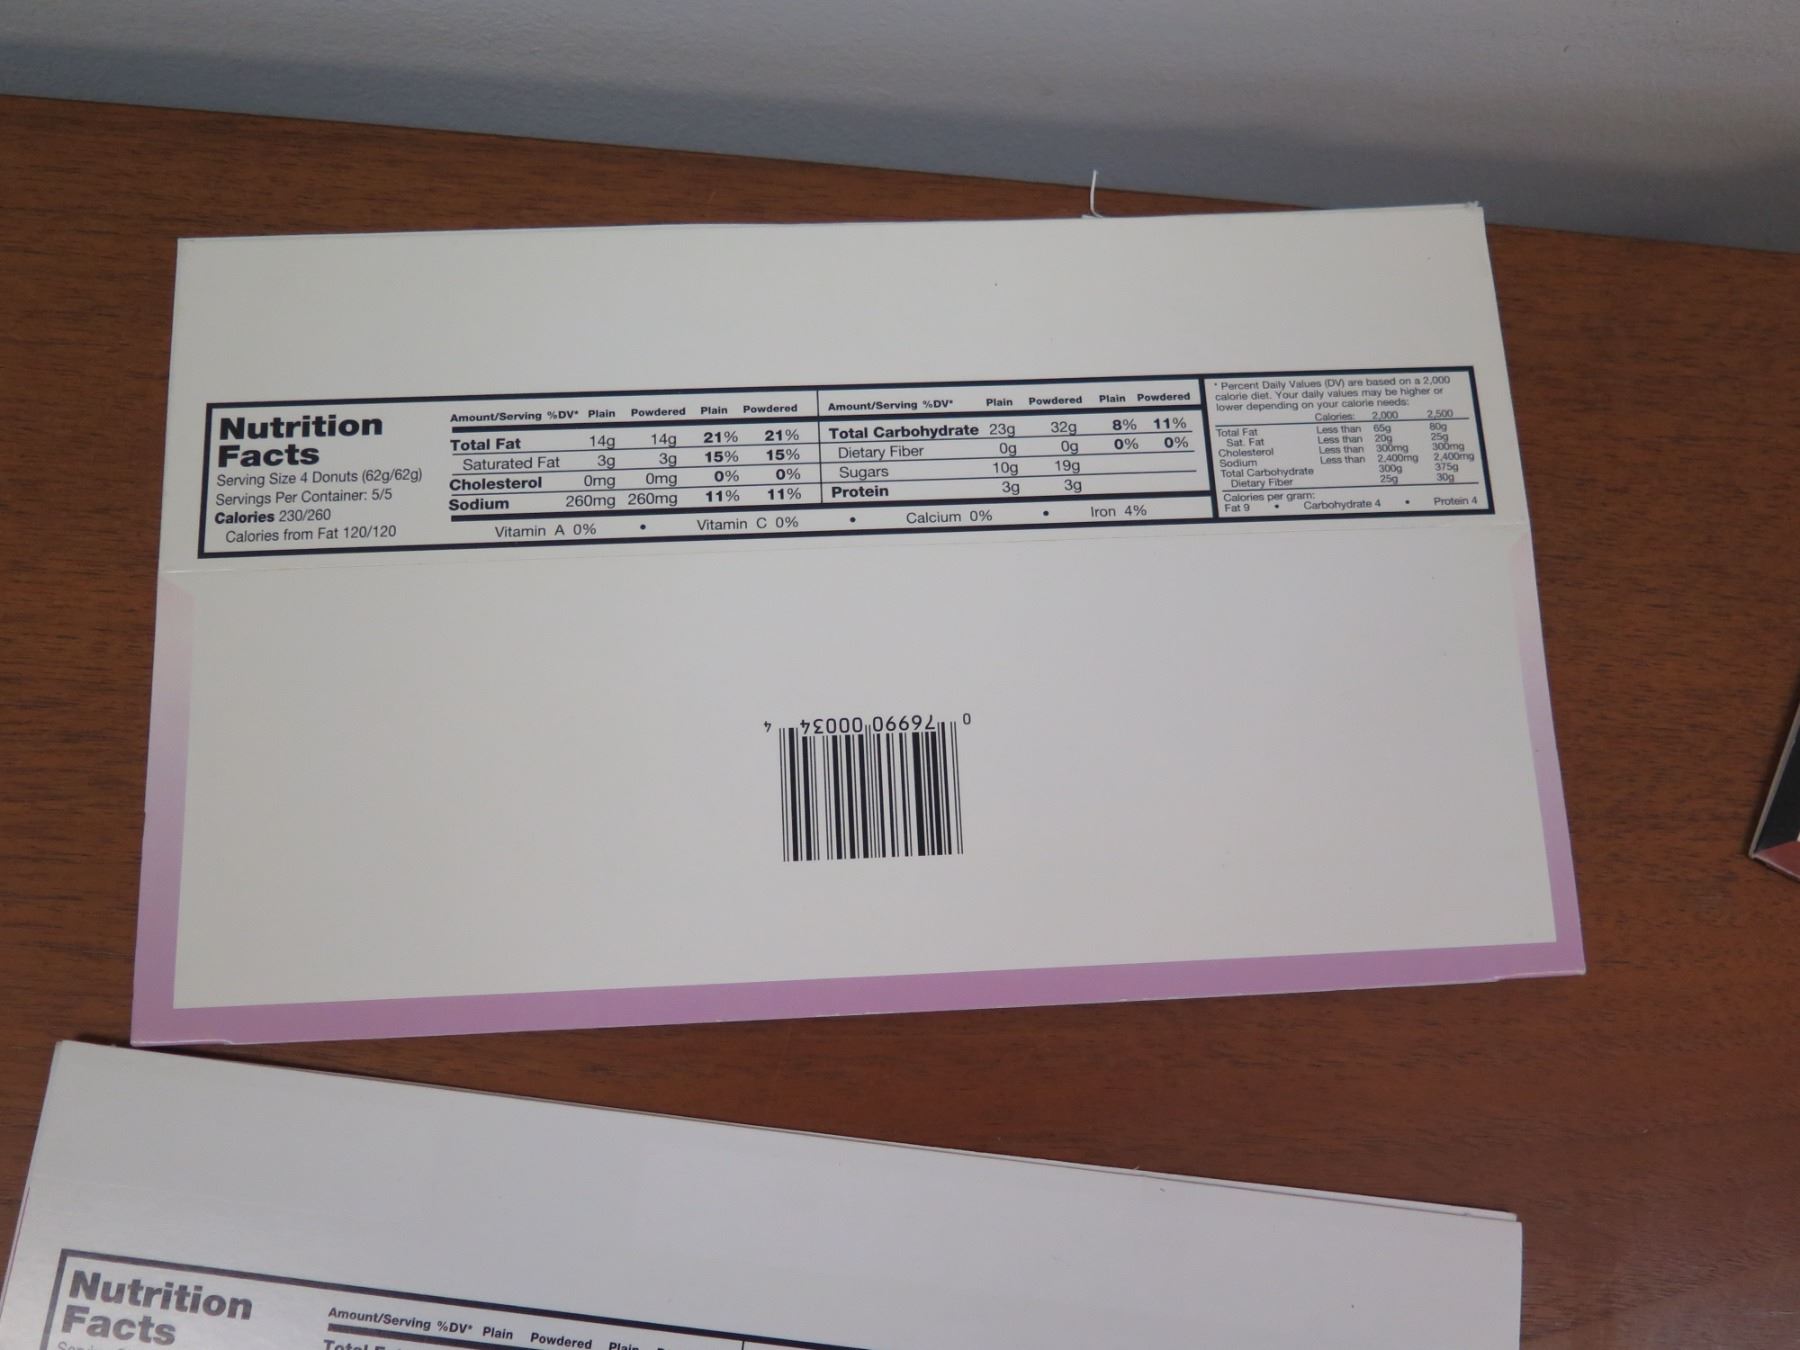 Nutrition
Facts
Serving Size 4 Donuts (62g/62g)
Servings Per Container: 5/5
Calories 230/260
Calories from Fat 120/120
Amount/Serving %DV* Plain Powdered Plain Powdered
Total Fat 14g 14g 21% 21%
Saturated Fat 3g 3g 15% 15%
Cholesterol 0mg 0mg 0% 0%
Sodium 260mg 260mg 11% 11%
Amount/Serving %DV* Plain Powdered Plain Powdered
Total Carbohydrate 23g 32g 8% 11%
Dietary Fiber 0g 0g 0% 0%
Sugars 10g 19g
Protein 3g 3g
Vitamin A 0% • Vitamin C 0% • Calcium 0% • Iron 4%
* Percent Daily Values (DV) are based on a 2,000
calorie diet. Your daily values may be higher or
lower depending on your calorie needs:
Calories: 2,000 2,500
Total Fat Less than 65g 80g
Sat. Fat Less than 20g 25g
Cholesterol Less than 300mg 300mg
Sodium Less than 2,400mg 2,400mg
Total Carbohydrate 300g 375g
Dietary Fiber 25g 30g
Calories per gram:
Fat 9 • Carbohydrate 4 • Protein 4
0 76990 00034 4
Nutrition
Facts
Amount/Serving %DV* Plain Powdered Plain
Total